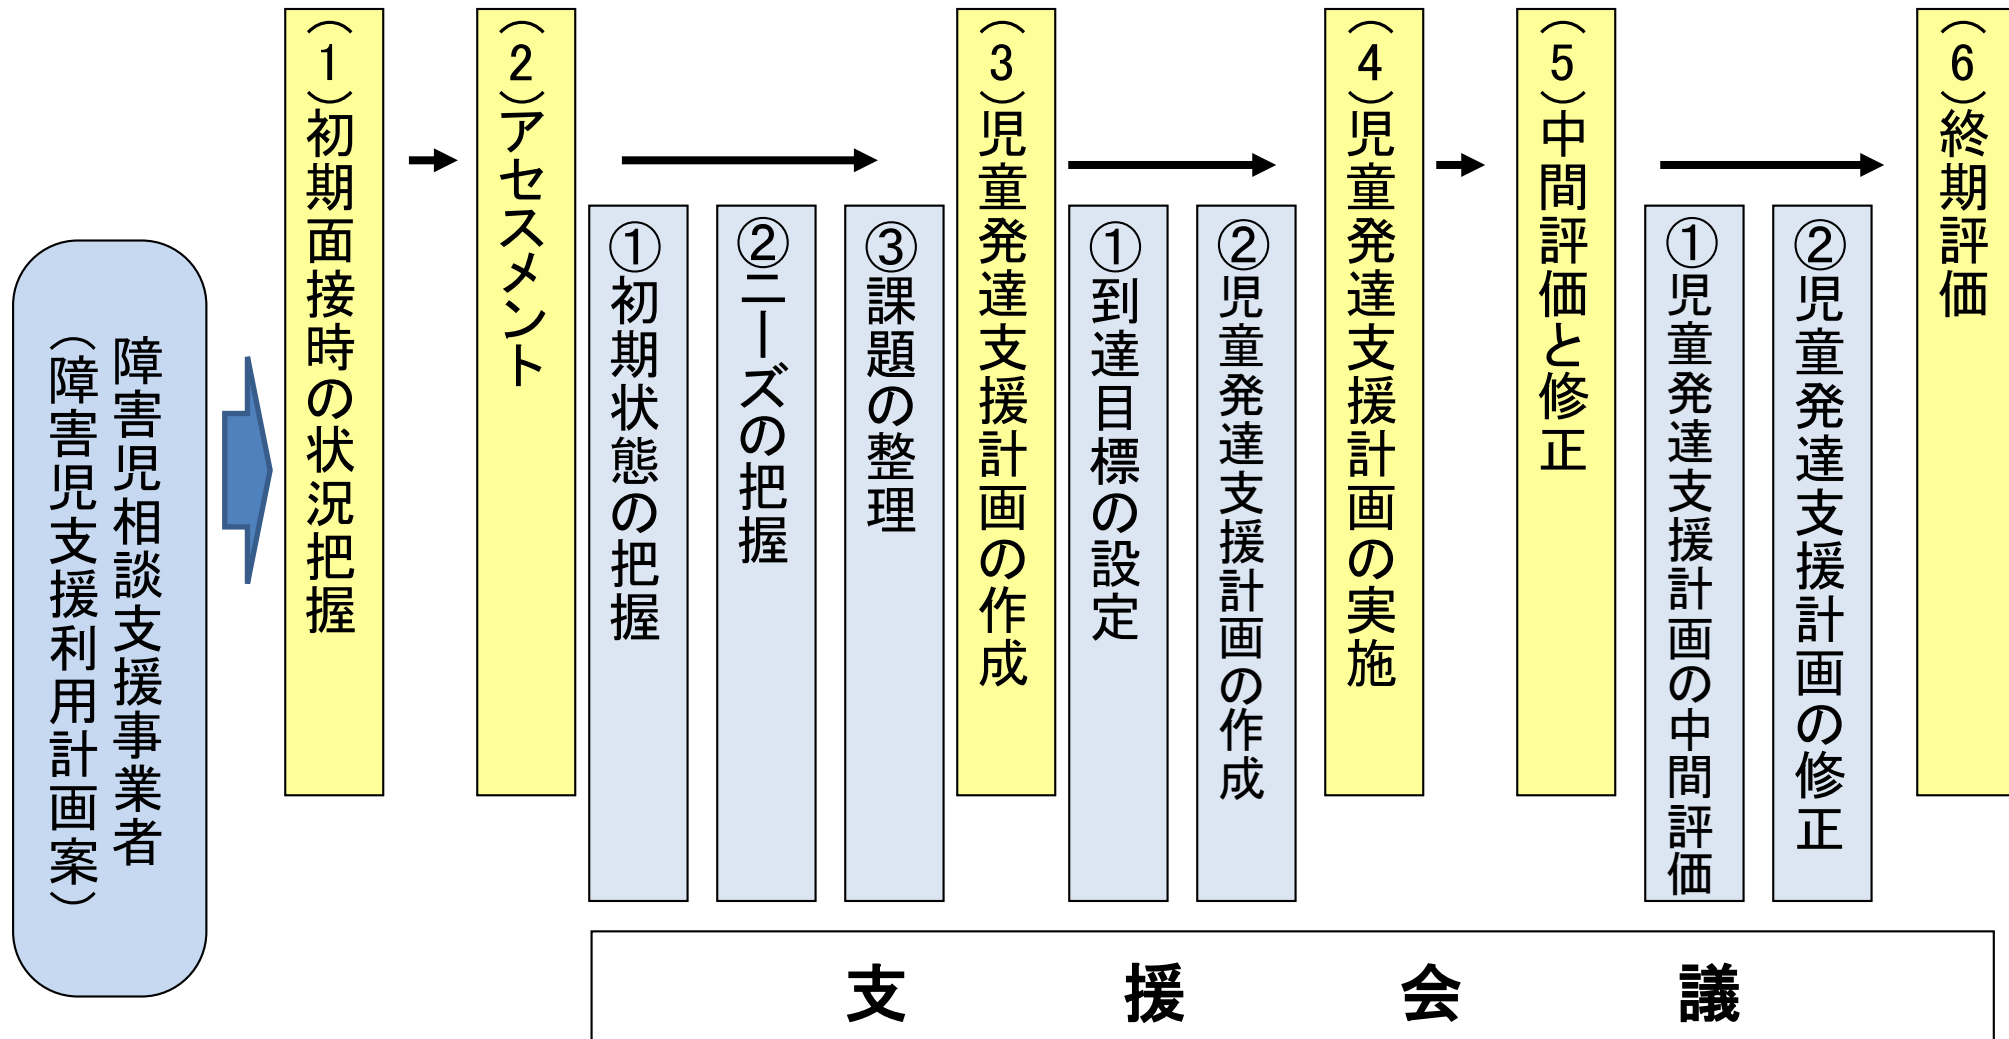 障害児相談支援事業者
（障害児支援利用計画案）
（1）初期面接時の状況把握
（2）アセスメント
①初期状態の把握
②ニーズの把握
③課題の整理
（3）児童発達支援計画の作成
①到達目標の設定
②児童発達支援計画の作成
（4）児童発達支援計画の実施
（5）中間評価と修正
①児童発達支援計画の中間評価
②児童発達支援計画の修正
（6）終期評価
支援会議